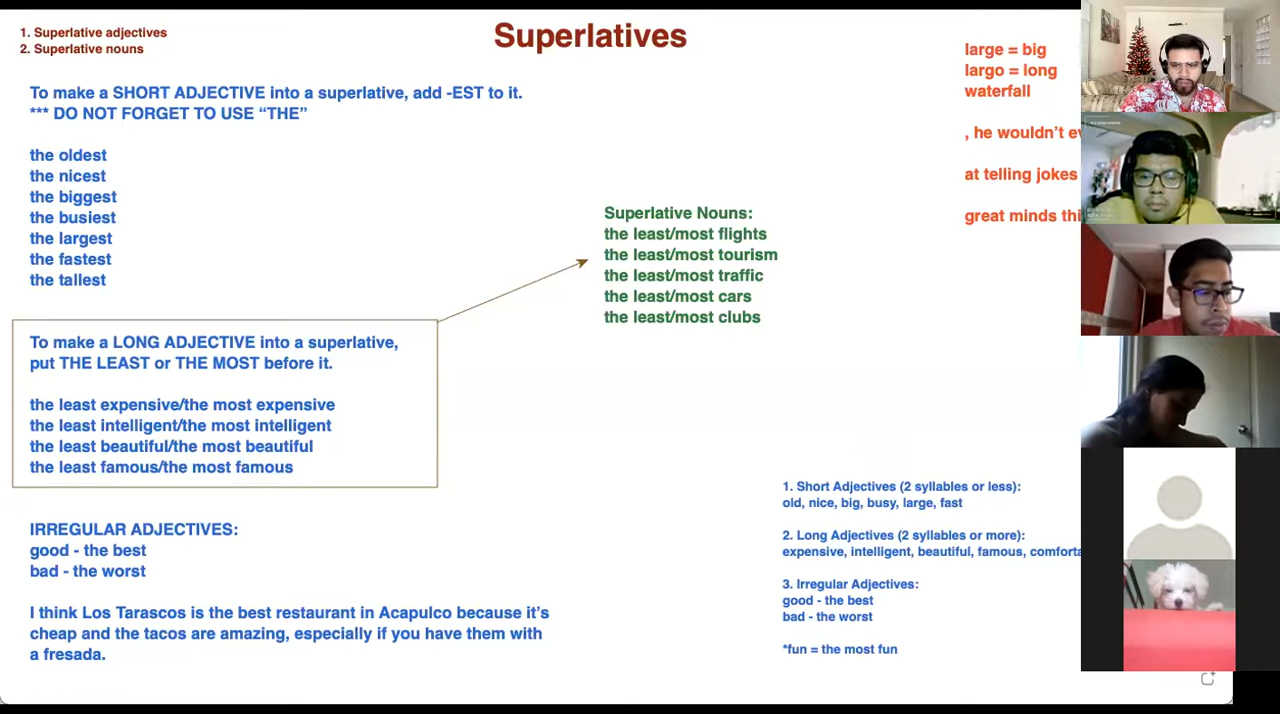 1. Superlative adjectives
2. Superlative nouns
Superlatives
To make a SHORT ADJECTIVE into a superlative, add -EST to it.
*** DO NOT FORGET TO USE “THE”
the oldest
the nicest
the biggest
the busiest
the largest
the fastest
the tallest
To make a LONG ADJECTIVE into a superlative,
put THE LEAST or THE MOST before it.
the least expensive/the most expensive
the least intelligent/the most intelligent
the least beautiful/the most beautiful
the least famous/the most famous
IRREGULAR ADJECTIVES:
good - the best
bad - the worst
I think Los Tarascos is the best restaurant in Acapulco because it’s
cheap and the tacos are amazing, especially if you have them with
a fresada.
Superlative Nouns:
the least/most flights
the least/most tourism
the least/most traffic
the least/most cars
the least/most clubs
large = big
largo = long
waterfall
, he wouldn’t
at telling jokes
great minds
1. Short Adjectives (2 syllables or less):
old, nice, big, busy, large, fast
2. Long Adjectives (2 syllables or more):
expensive, intelligent, beautiful, famous,
3. Irregular Adjectives:
good - the best
bad - the worst
*fun = the most fun